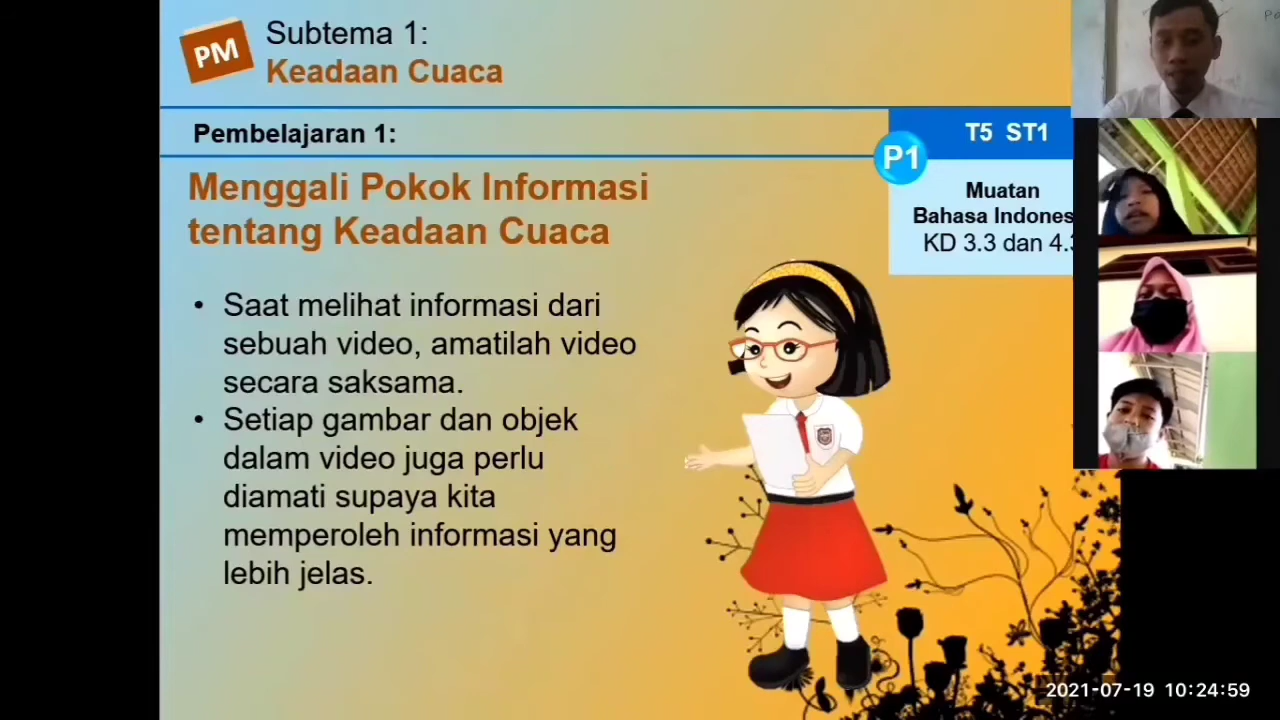 PM
Subtema 1:
Keadaan Cuaca
Pembelajaran 1:
T5 ST1
P1
Menggali Pokok Informasi
tentang Keadaan Cuaca
Muatan
Bahasa Indones
KD 3.3 dan 4.3
• Saat melihat informasi dari
sebuah video, amatilah video
secara saksama.
• Setiap gambar dan objek
dalam video juga perlu
diamati supaya kita
memperoleh informasi yang
lebih jelas.
2021-07-19 10:24:59